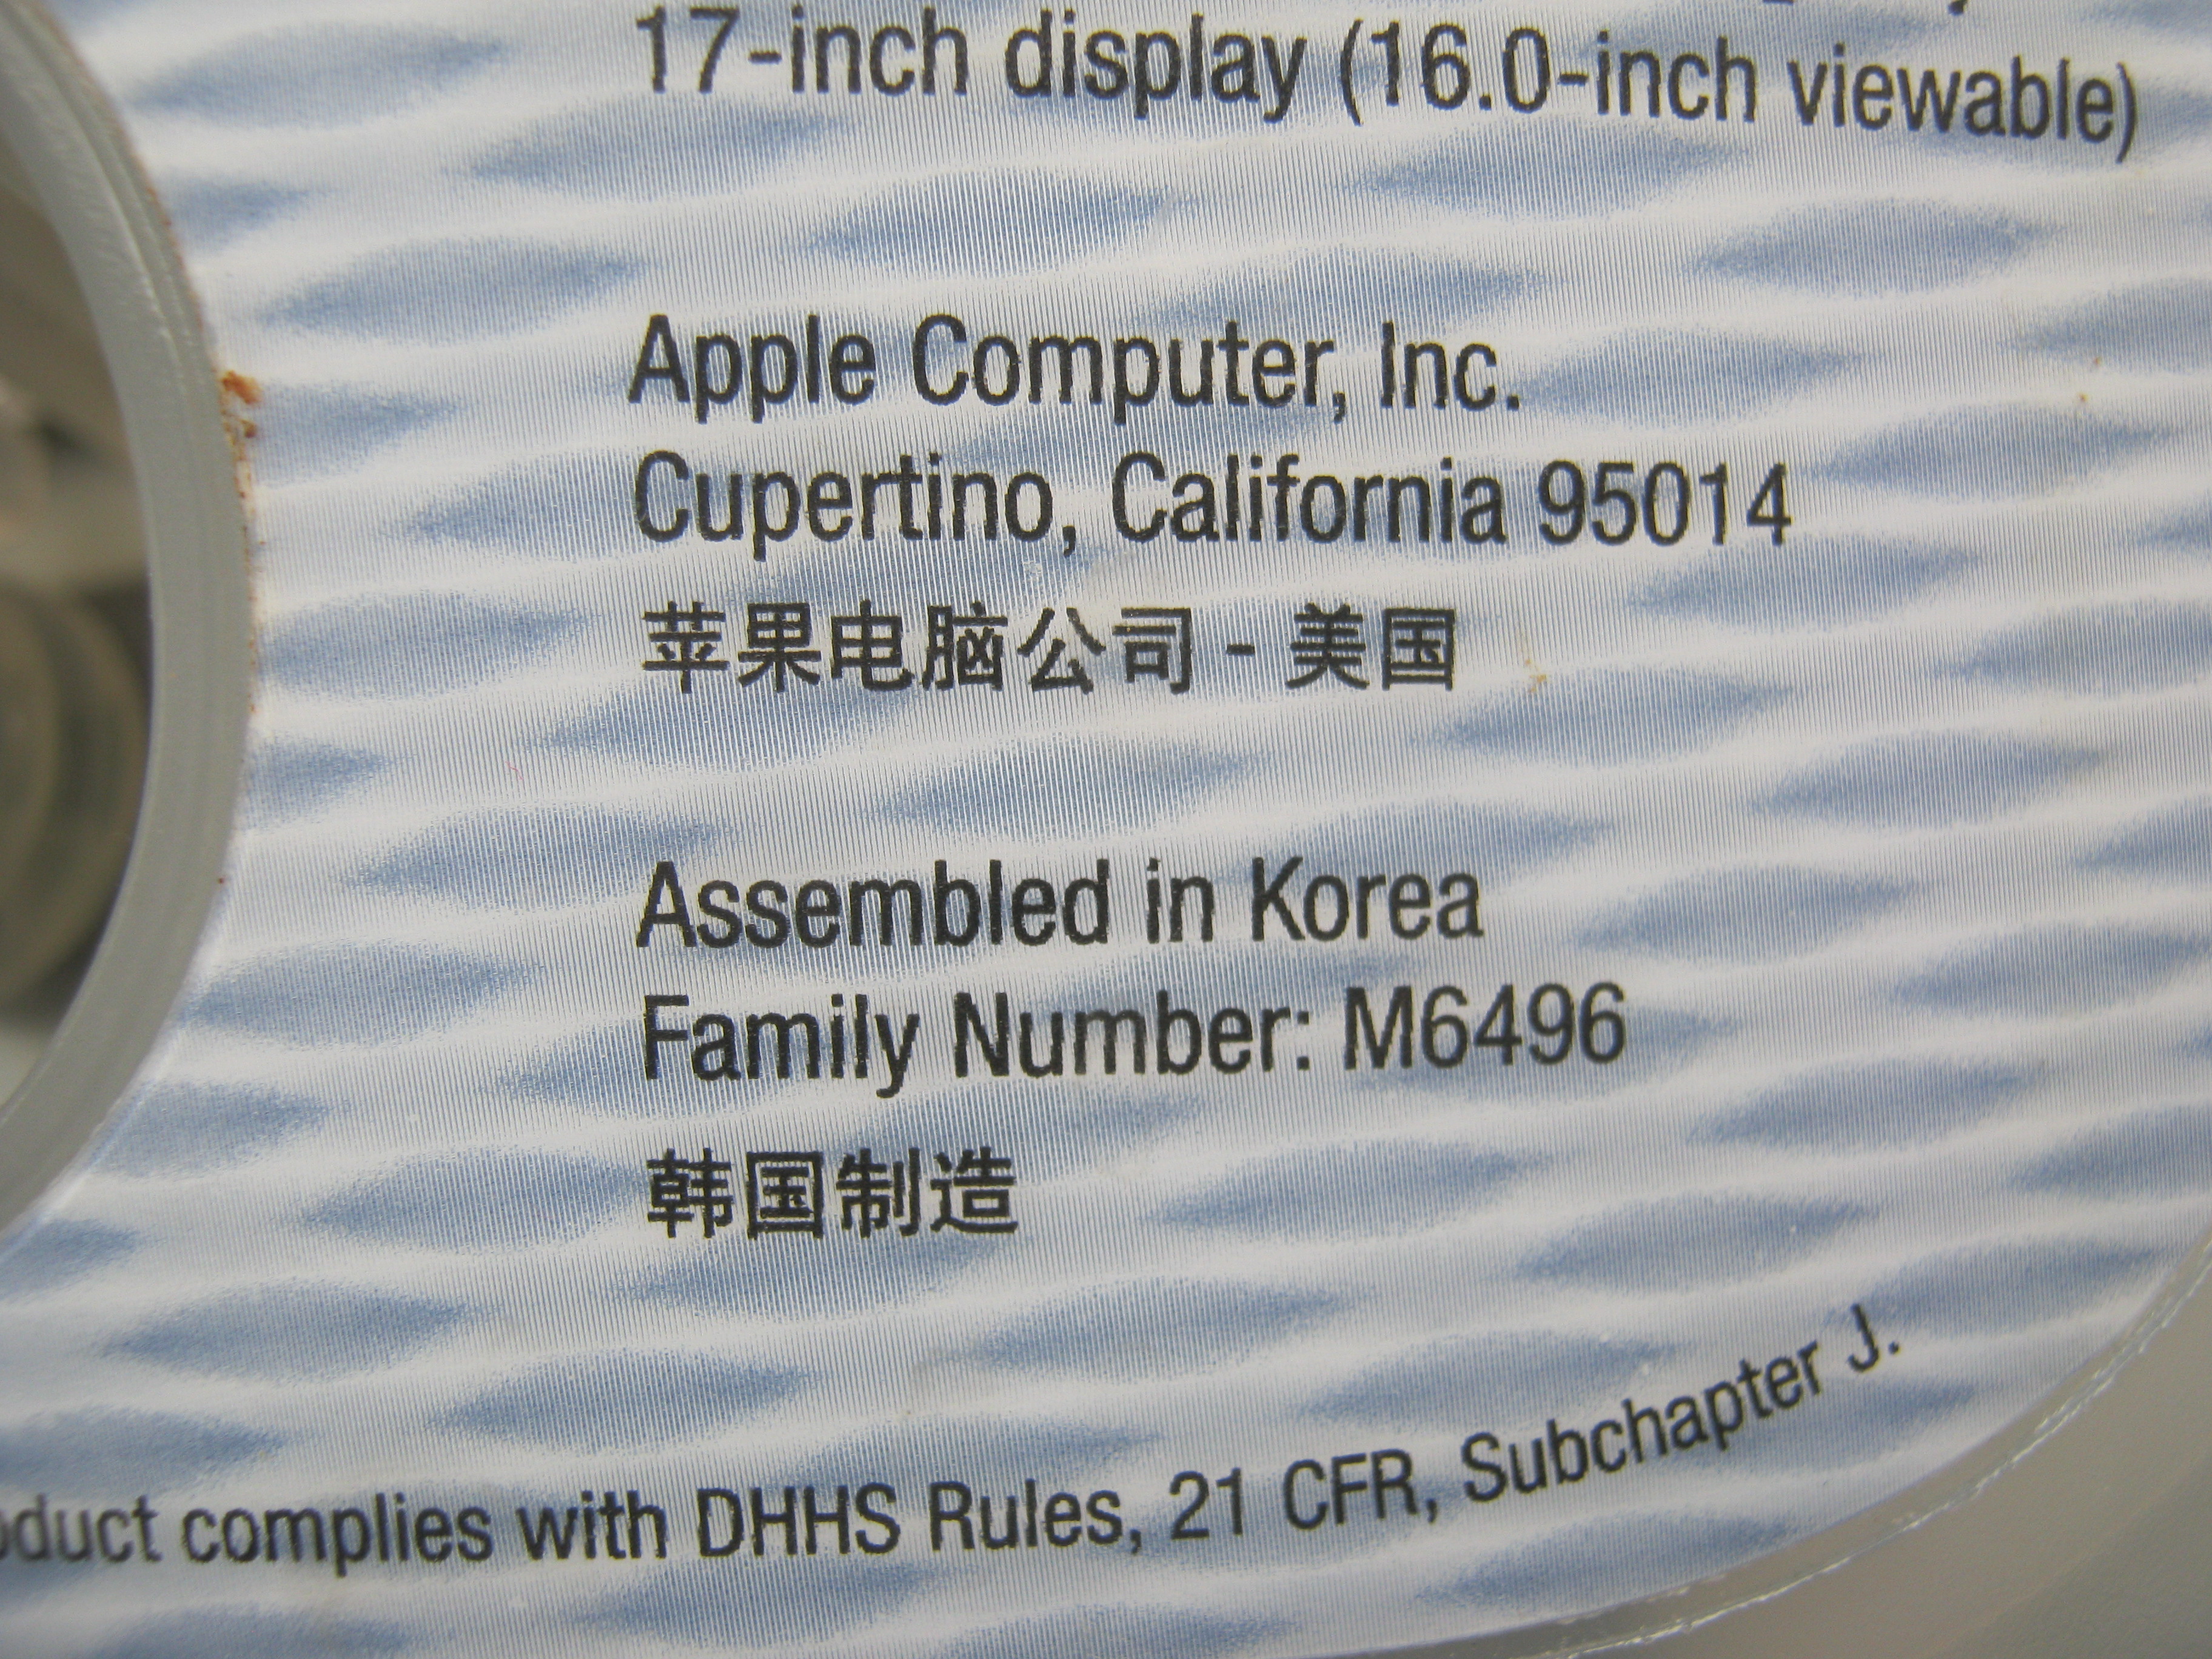 17-inch display (16.0-inch viewable)
Apple Computer, Inc.
Cupertino, California 95014
苹果电脑公司 - 美国
Assembled in Korea
Family Number: M6496
韩国制造
complies with DHHS Rules, 21 CFR, Subchapter J.